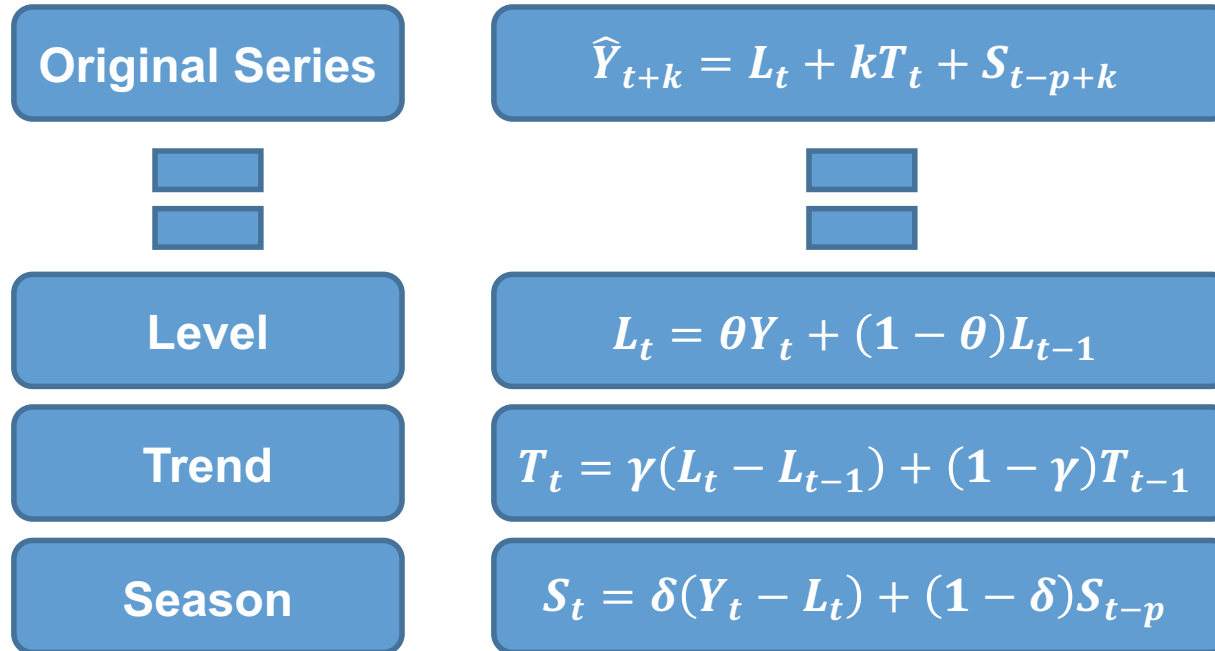 Original Series
Ŷ_{t+k} = L_t + kT_t + S_{t−p+k}
Level
L_t = θY_t + (1 − θ)L_{t−1}
Trend
T_t = γ(L_t − L_{t−1}) + (1 − γ)T_{t−1}
Season
S_t = δ(Y_t − L_t) + (1 − δ)S_{t−p}